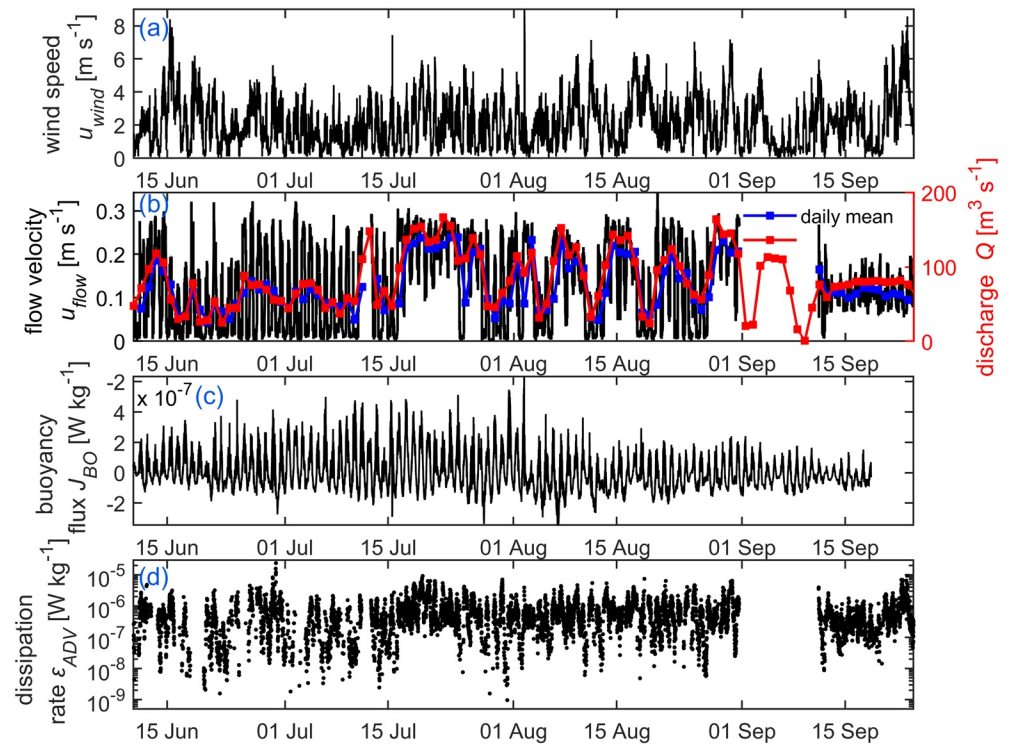 (a)
wind speed
u_wind [m s⁻¹]
8
6
4
2
0
15 Jun 01 Jul 15 Jul 01 Aug 15 Aug 01 Sep 15 Sep
(b)
flow velocity
u_flow [m s⁻¹]
0.3
0.2
0.1
0
daily mean
200
100
0
discharge Q [m³ s⁻¹]
15 Jun 01 Jul 15 Jul 01 Aug 15 Aug 01 Sep 15 Sep
x 10⁻⁷ (c)
buoyancy
flux J_BO [W kg⁻¹]
-2
4
2
0
-2
15 Jun 01 Jul 15 Jul 01 Aug 15 Aug 01 Sep 15 Sep
(d)
dissipation
rate ε_ADV [W kg⁻¹]
10⁻⁵
10⁻⁶
10⁻⁷
10⁻⁸
10⁻⁹
15 Jun 01 Jul 15 Jul 01 Aug 15 Aug 01 Sep 15 Sep